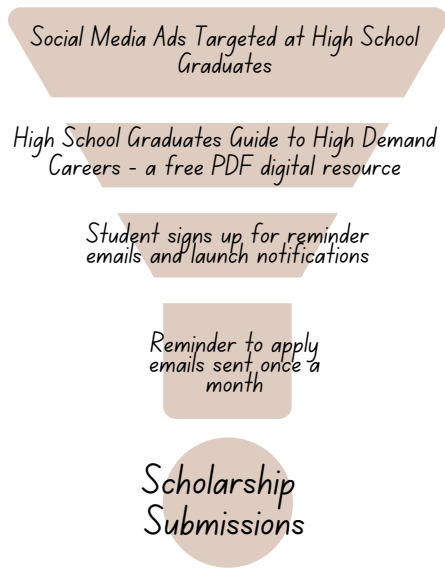 Social Media Ads Targeted at High School
Graduates
High School Graduates Guide to High Demand
Careers - a free PDF digital resource
Student signs up for reminder
emails and launch notifications
Reminder to apply
emails sent once a
month
Scholarship
Submissions